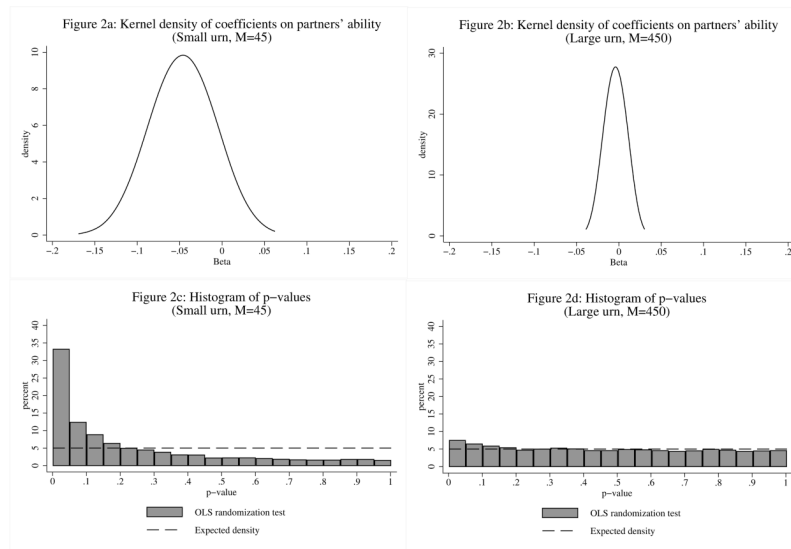 Figure 2a: Kernel density of coefficients on partners' ability
(Small urn, M=45)
density
10
8
6
4
2
0
−.2 −.15 −.1 −.05 0 .05 .1 .15 .2
Beta
Figure 2b: Kernel density of coefficients on partners' ability
(Large urn, M=450)
density
30
20
10
0
−.2 −.15 −.1 −.05 0 .05 .1 .15 .2
Beta
Figure 2c: Histogram of p−values
(Small urn, M=45)
percent
40
35
30
25
20
15
10
5
0
0 .1 .2 .3 .4 .5 .6 .7 .8 .9 1
p−value
OLS randomization test
Expected density
Figure 2d: Histogram of p−values
(Large urn, M=450)
percent
40
35
30
25
20
15
10
5
0
0 .1 .2 .3 .4 .5 .6 .7 .8 .9 1
p−value
OLS randomization test
Expected density